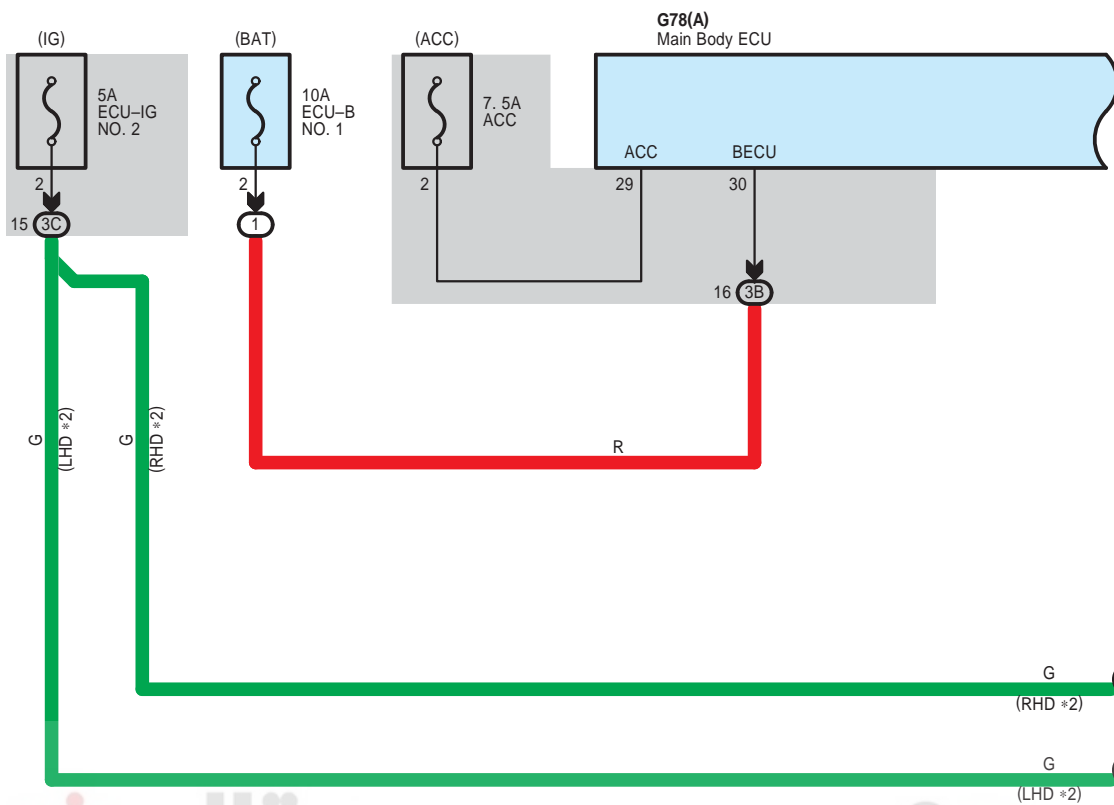 G78(A)
Main Body ECU
(IG)
(BAT)
(ACC)
5A
ECU–IG
NO. 2
10A
ECU–B
NO. 1
7. 5A
ACC
ACC
BECU
2
2
2
29
30
15
3C
1
16
3B
G
(LHD *2)
G
(RHD *2)
R
G
(RHD *2)
G
(LHD *2)